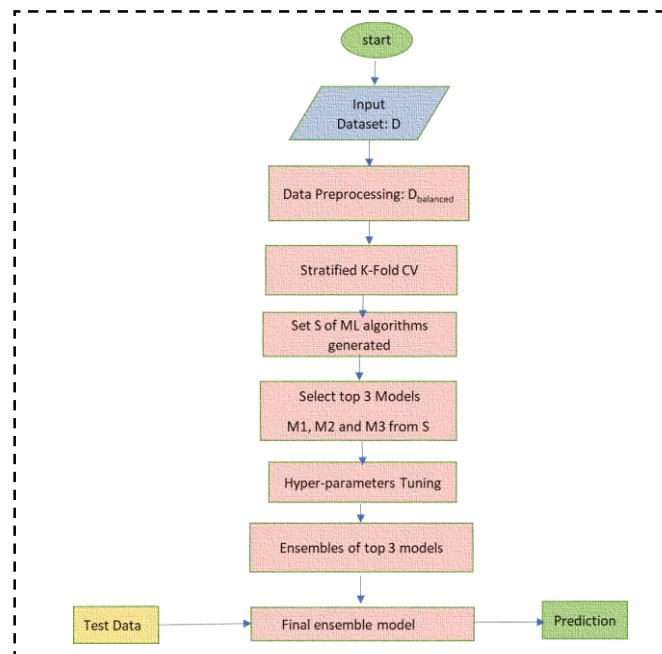 start
Input
Dataset: D
Data Preprocessing: Dbalanced
Stratified K-Fold CV
Set S of ML algorithms
generated
Select top 3 Models
M1, M2 and M3 from S
Hyper-parameters Tuning
Ensembles of top 3 models
Test Data
Final ensemble model
Prediction